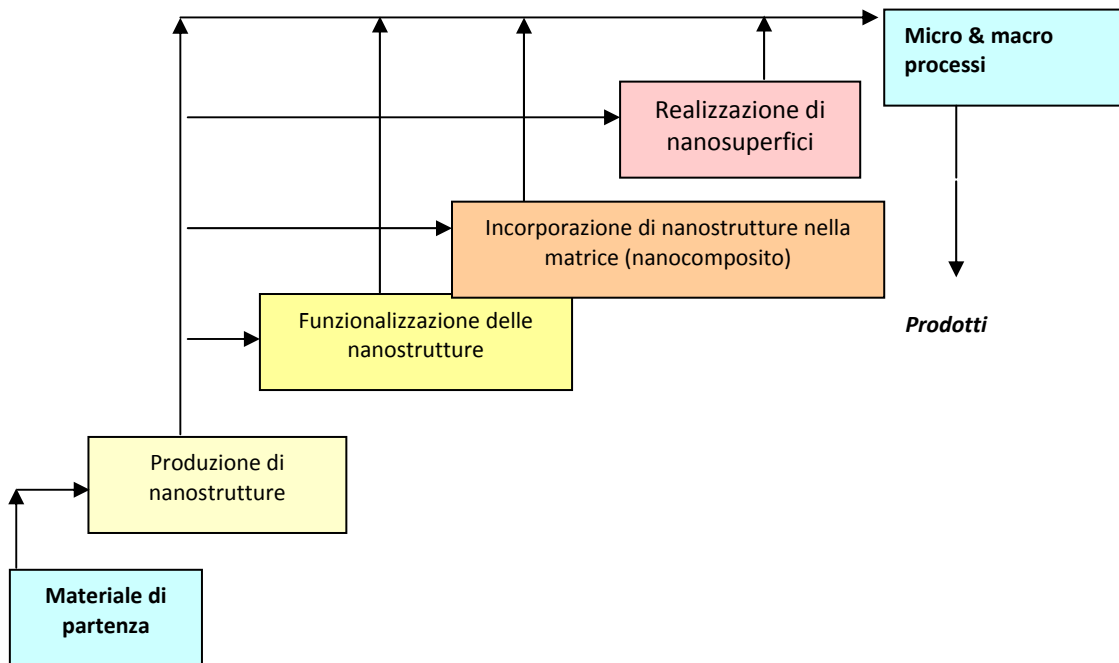 Micro & macro
processi
Realizzazione di
nanosuperfici
Incorporazione di nanostrutture nella
matrice (nanocomposito)
Funzionalizzazione delle
nanostrutture
Prodotti
Produzione di
nanostrutture
Materiale di
partenza